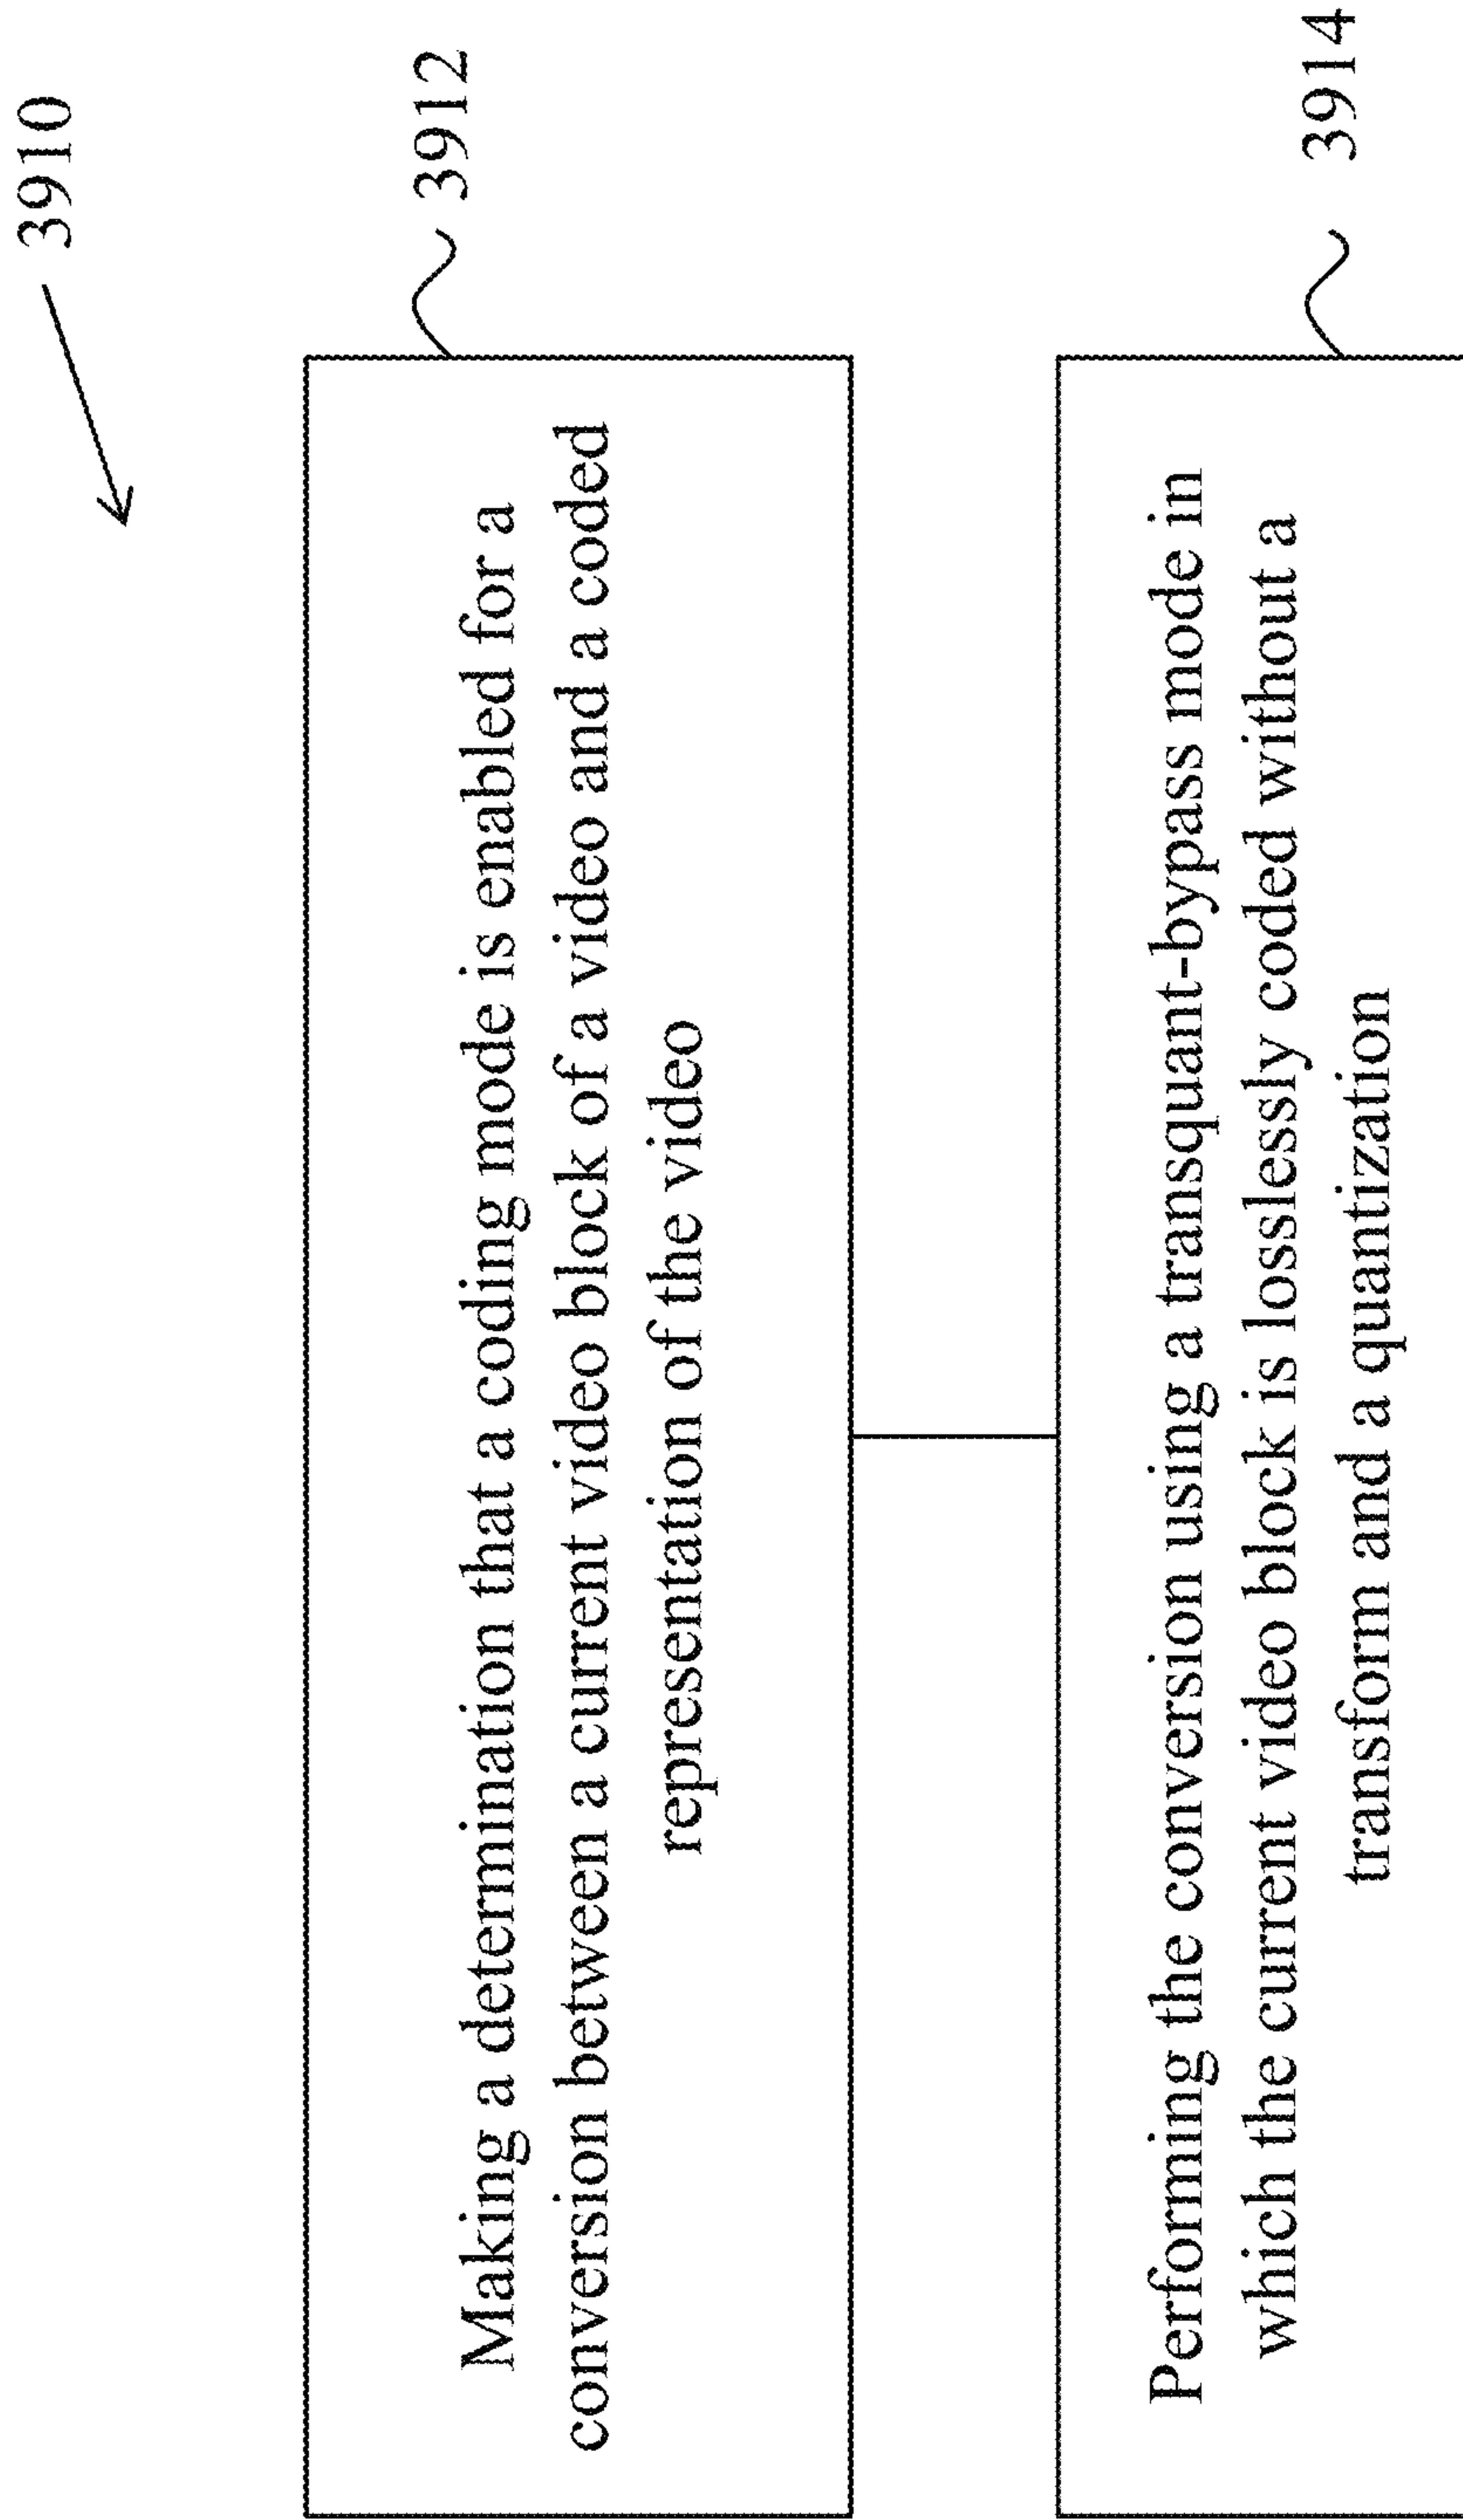 3910
3912
Making a determination that a coding mode is enabled for a
conversion between a current video block of a video and a coded
representation of the video
3914
Performing the conversion using a transquant-bypass mode in
which the current video block is losslessly coded without a
transform and a quantization